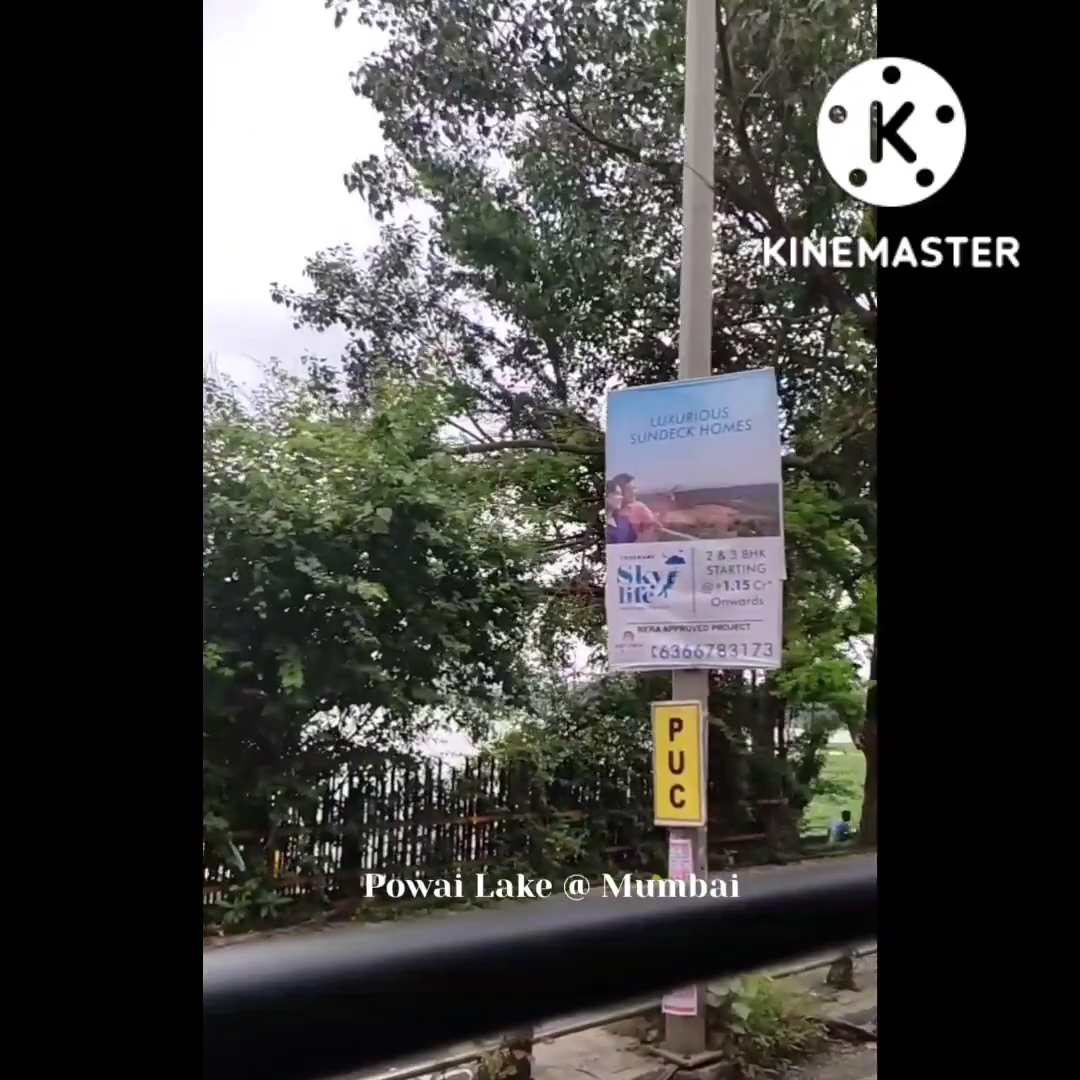 K
KINEMASTER
LUXURIOUS
SUNDECK HOMES
Sky
life
2 & 3 BHK
STARTING
@ ₹1.15 Cr*
Onwards
RERA APPROVED PROJECT
6366783173
P
U
C
Powai Lake @ Mumbai